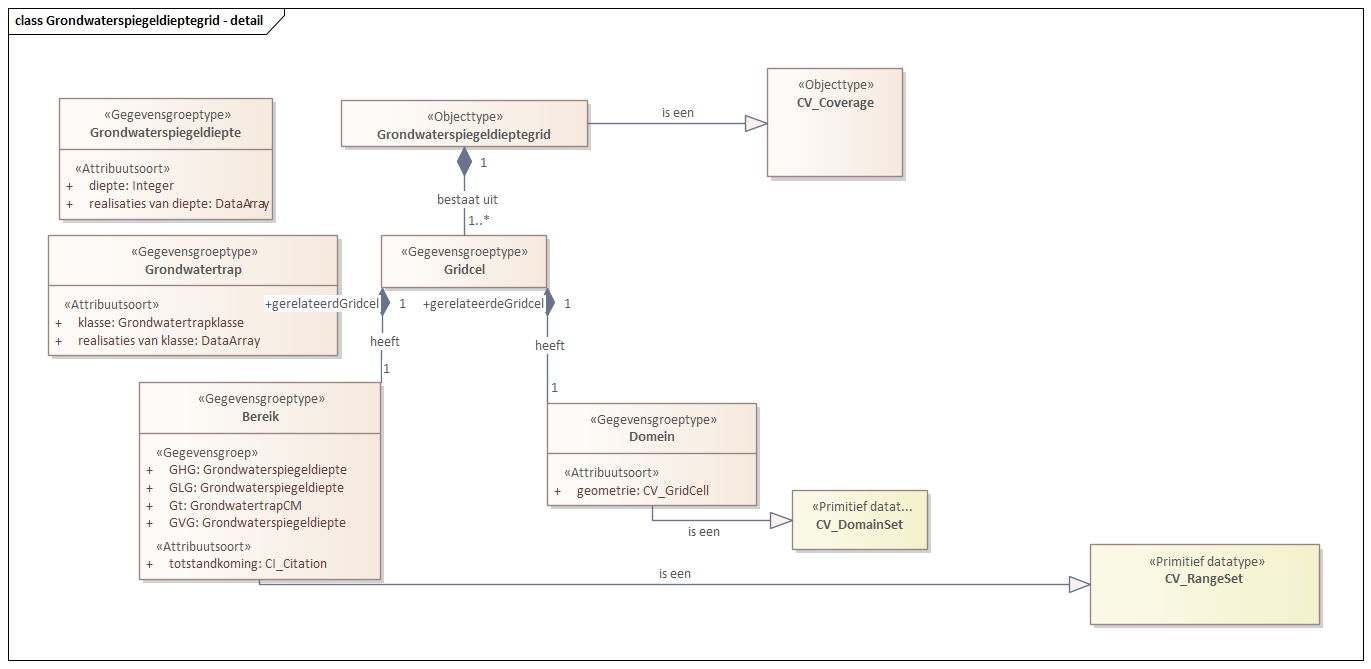 class Grondwaterspiegeldieptegrid - detail
«Gegevensgroeptype»
Grondwaterspiegeldiepte
«Attribuutsoort»
+ diepte: Integer
+ realisaties van diepte: DataArray
«Objecttype»
Grondwaterspiegeldieptegrid
is een
«Objecttype»
CV_Coverage
1
bestaat uit
1..*
«Gegevensgroeptype»
Grondwatertrap
«Attribuutsoort»
+ klasse: Grondwatertrapklasse
+ realisaties van klasse: DataArray
«Gegevensgroeptype»
Gridcel
+gerelateerdGridcel 1
heeft
1
+gerelateerdeGridcel 1
heeft
1
«Gegevensgroeptype»
Bereik
«Gegevensgroep»
+ GHG: Grondwaterspiegeldiepte
+ GLG: Grondwaterspiegeldiepte
+ Gt: GrondwatertrapCM
+ GVG: Grondwaterspiegeldiepte
«Attribuutsoort»
+ totstandkoming: CI_Citation
«Gegevensgroeptype»
Domein
«Attribuutsoort»
+ geometrie: CV_GridCell
is een
«Primitief datat...
CV_DomainSet
is een
«Primitief datatype»
CV_RangeSet